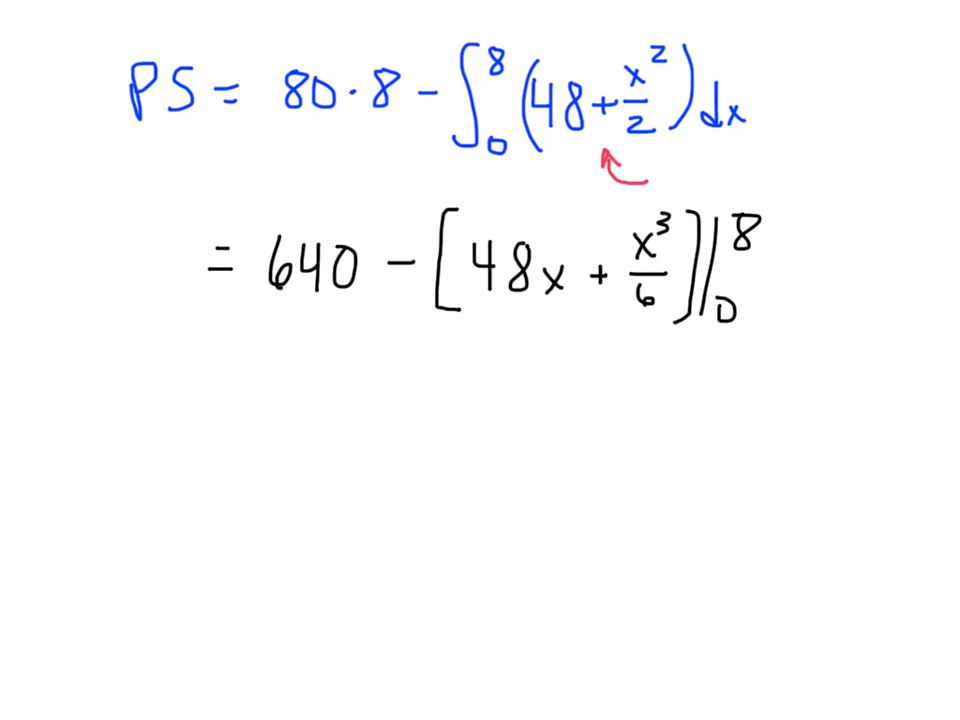 PS = 80 · 8 - ∫₀⁸ (48 + x²/2) dx
= 640 - [48x + x³/6]|₀⁸